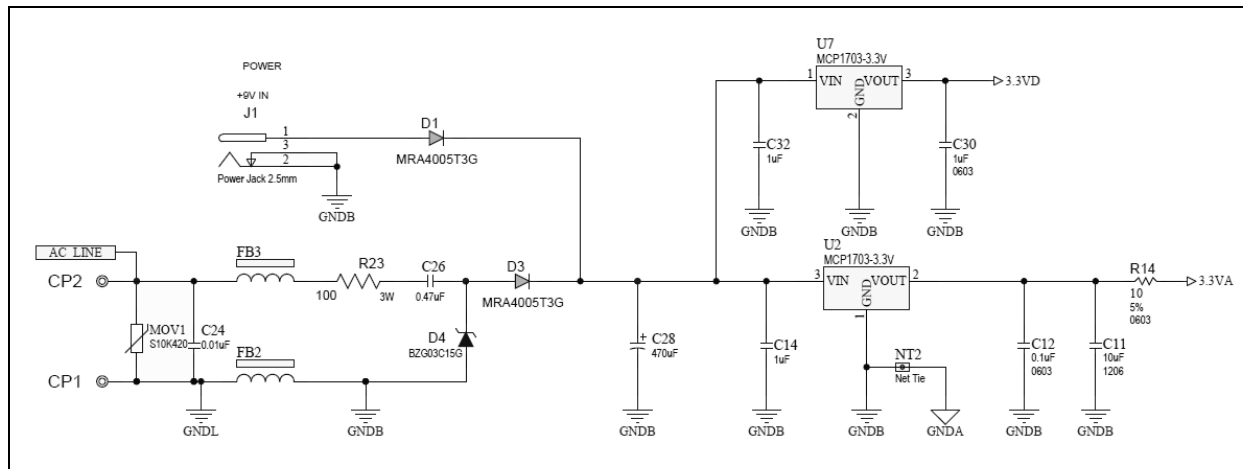 POWER
+9V IN
J1
1
3
2
Power Jack 2.5mm
GNDB
D1
MRA4005T3G
U7
MCP1703-3.3V
1
VIN
VOUT
3
GND
2
3.3VD
C32
1uF
C30
1uF
0603
GNDB
GNDB
GNDB
AC LINE
CP2
CP1
MOV1
S10K420
C24
0.01uF
FB3
FB2
R23
100
3W
C26
0.47uF
D3
MRA4005T3G
D4
BZG03C15G
GNDL
GNDB
C28
470uF
GNDB
C14
1uF
GNDB
U2
MCP1703-3.3V
3
VIN
VOUT
2
GND
1
NT2
Net Tie
GNDB
GNDA
C12
0.1uF
0603
GNDB
C11
10uF
1206
GNDB
R14
10
5%
0603
3.3VA